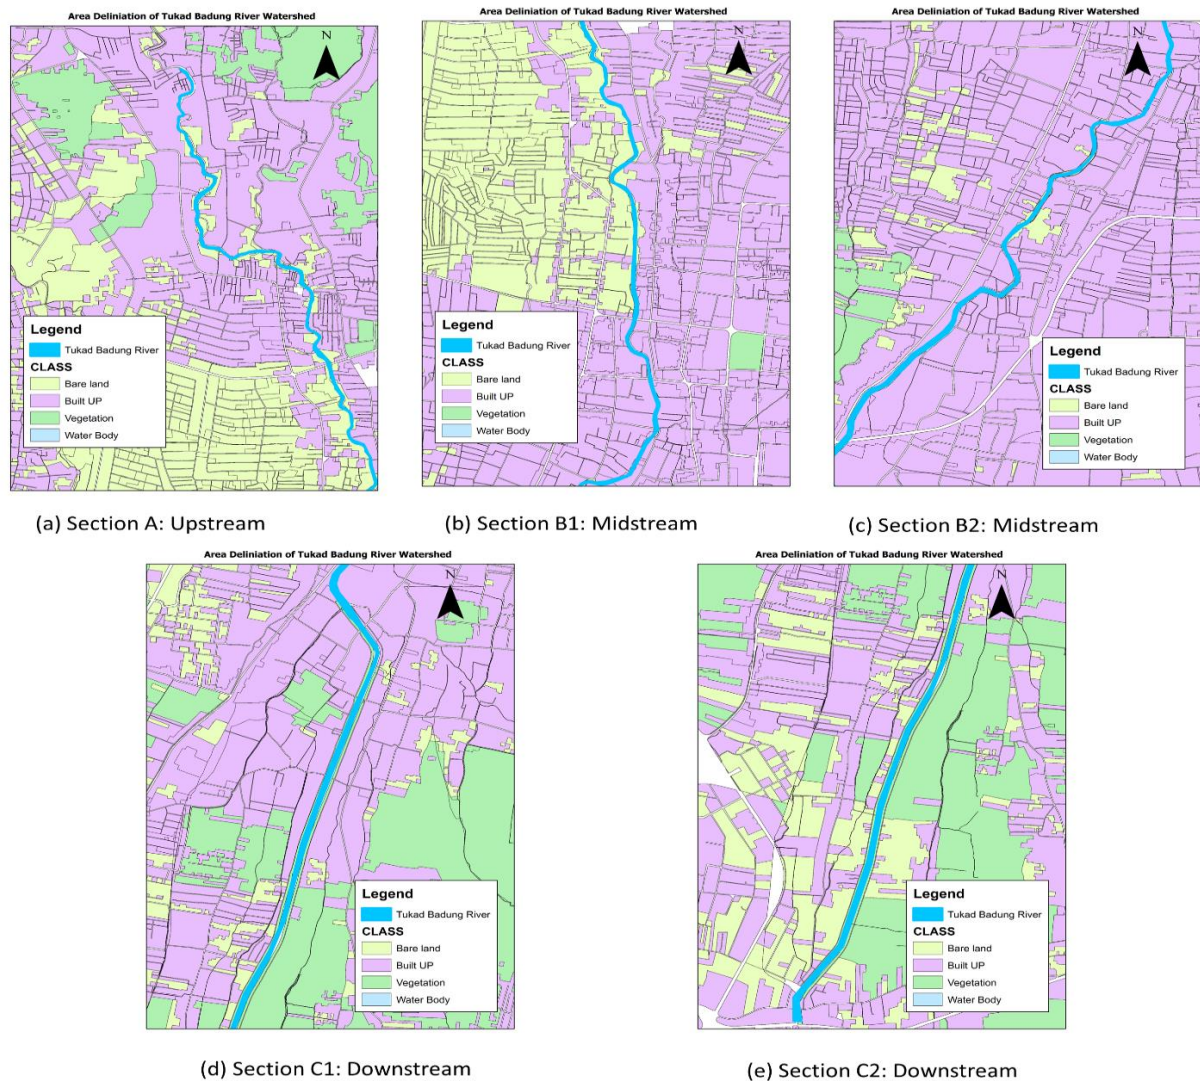 Area Deliniation of Tukad Badung River Watershed
N
Legend
Tukad Badung River
CLASS
Bare land
Built UP
Vegetation
Water Body
(a) Section A: Upstream
Area Deliniation of Tukad Badung River Watershed
N
Legend
Tukad Badung River
CLASS
Bare land
Built UP
Vegetation
Water Body
(b) Section B1: Midstream
Area Deliniation of Tukad Badung River Watershed
N
Legend
Tukad Badung River
CLASS
Bare land
Built UP
Vegetation
Water Body
(c) Section B2: Midstream
Area Deliniation of Tukad Badung River Watershed
N
Legend
Tukad Badung River
CLASS
Bare land
Built UP
Vegetation
Water Body
(d) Section C1: Downstream
Area Deliniation of Tukad Badung River Watershed
N
Legend
Tukad Badung River
CLASS
Bare land
Built UP
Vegetation
Water Body
(e) Section C2: Downstream